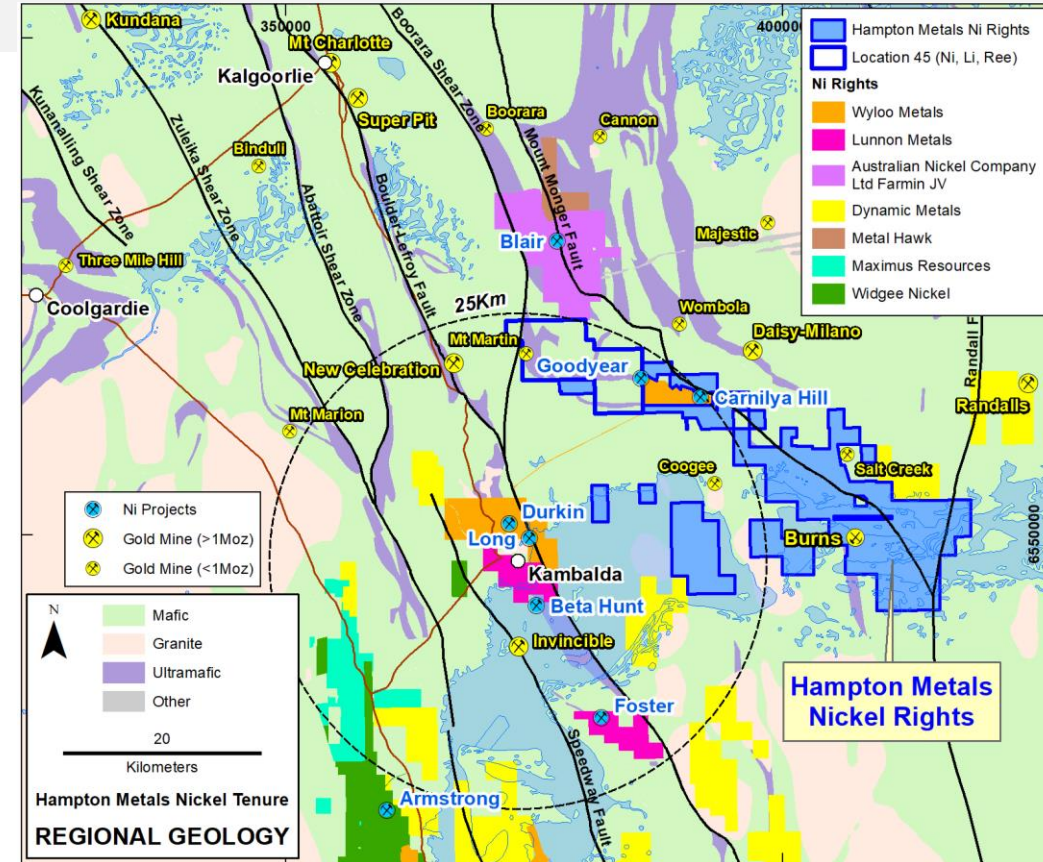 Kundana
350000
400000
Mt Charlotte
Kalgoorlie
Super Pit
Kunanalling Shear Zone
Zuleika Shear Zone
Binduli
Abattoir Shear Zone
Boulder-Lefroy Fault
Boorara Shear Zone
Boorara
Cannon
Mount Monger Fault
Blair
Majestic
Three Mile Hill
Coolgardie
25Km
Wombola
Daisy-Milano
Mt Martin
New Celebration
Goodyear
Carnilya Hill
Randall F
Randalls
Mt Marion
Coogee
Salt Creek
Durkin
Long
Burns
6550000
Kambalda
Beta Hunt
Invincible
Foster
Speedway Fault
Armstrong
Hampton Metals
Nickel Rights
Hampton Metals Ni Rights
Location 45 (Ni, Li, Ree)
Ni Rights
Wyloo Metals
Lunnon Metals
Australian Nickel Company
Ltd Farmin JV
Dynamic Metals
Metal Hawk
Maximus Resources
Widgee Nickel
Ni Projects
Gold Mine (>1Moz)
Gold Mine (<1Moz)
N
Mafic
Granite
Ultramafic
Other
20
Kilometers
Hampton Metals Nickel Tenure
REGIONAL GEOLOGY